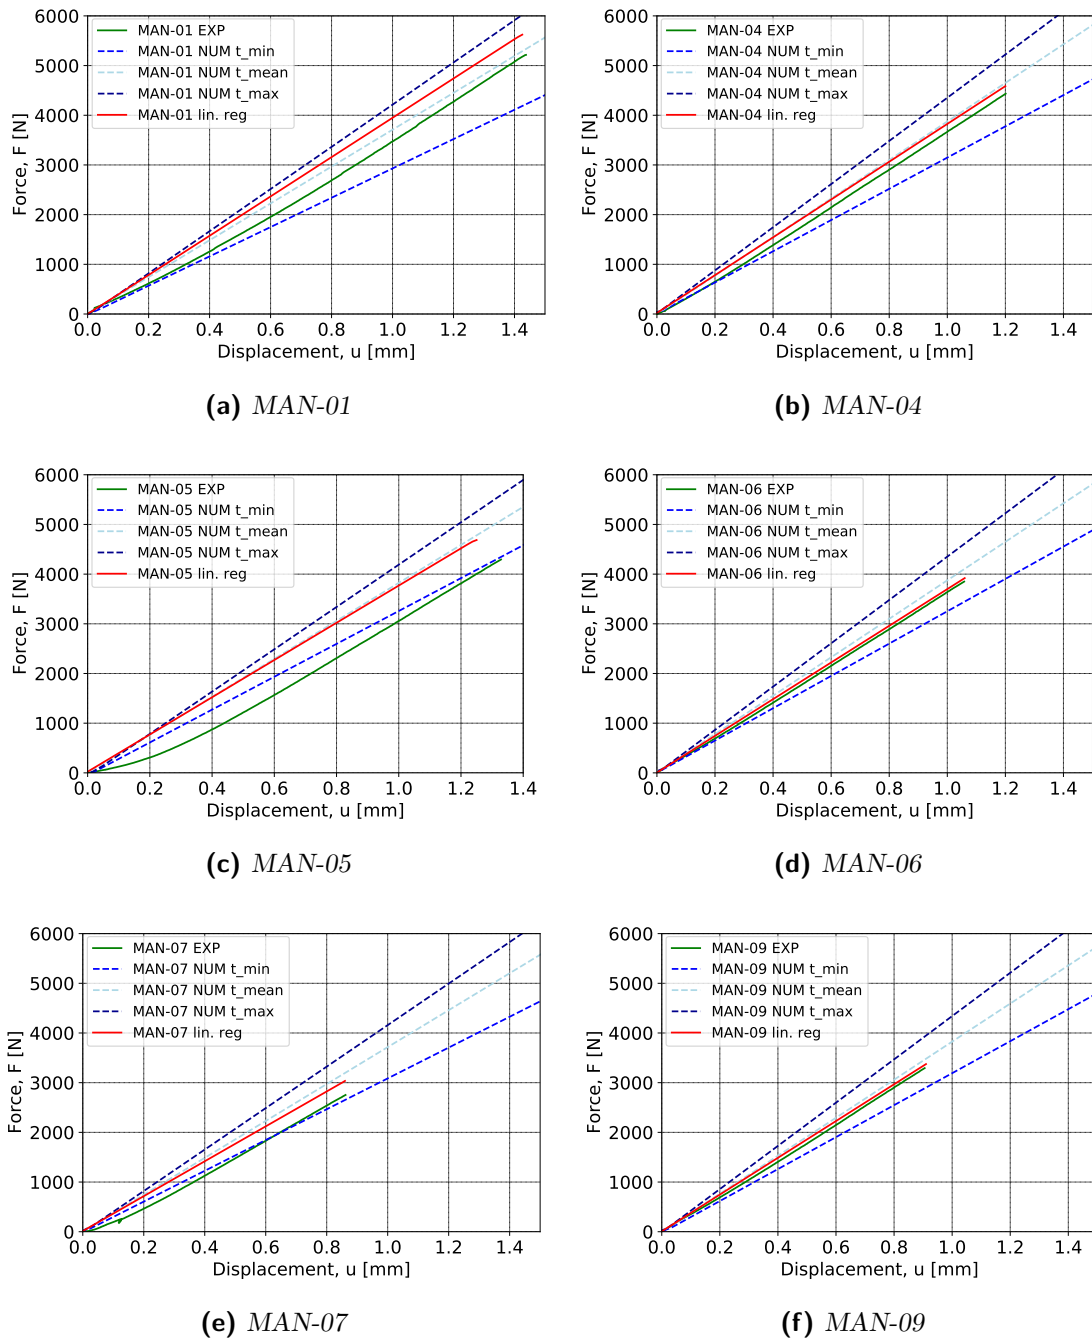 6000
5000
4000
3000
2000
1000
0
Force, F [N]
MAN-01 EXP
MAN-01 NUM t_min
MAN-01 NUM t_mean
MAN-01 NUM t_max
MAN-01 lin. reg
0.0 0.2 0.4 0.6 0.8 1.0 1.2 1.4
Displacement, u [mm]
(a) MAN-01
6000
5000
4000
3000
2000
1000
0
Force, F [N]
MAN-04 EXP
MAN-04 NUM t_min
MAN-04 NUM t_mean
MAN-04 NUM t_max
MAN-04 lin. reg
0.0 0.2 0.4 0.6 0.8 1.0 1.2 1.4
Displacement, u [mm]
(b) MAN-04
6000
5000
4000
3000
2000
1000
0
Force, F [N]
MAN-05 EXP
MAN-05 NUM t_min
MAN-05 NUM t_mean
MAN-05 NUM t_max
MAN-05 lin. reg
0.0 0.2 0.4 0.6 0.8 1.0 1.2 1.4
Displacement, u [mm]
(c) MAN-05
6000
5000
4000
3000
2000
1000
0
Force, F [N]
MAN-06 EXP
MAN-06 NUM t_min
MAN-06 NUM t_mean
MAN-06 NUM t_max
MAN-06 lin. reg
0.0 0.2 0.4 0.6 0.8 1.0 1.2 1.4
Displacement, u [mm]
(d) MAN-06
6000
5000
4000
3000
2000
1000
0
Force, F [N]
MAN-07 EXP
MAN-07 NUM t_min
MAN-07 NUM t_mean
MAN-07 NUM t_max
MAN-07 lin. reg
0.0 0.2 0.4 0.6 0.8 1.0 1.2 1.4
Displacement, u [mm]
(e) MAN-07
6000
5000
4000
3000
2000
1000
0
Force, F [N]
MAN-09 EXP
MAN-09 NUM t_min
MAN-09 NUM t_mean
MAN-09 NUM t_max
MAN-09 lin. reg
0.0 0.2 0.4 0.6 0.8 1.0 1.2 1.4
Displacement, u [mm]
(f) MAN-09